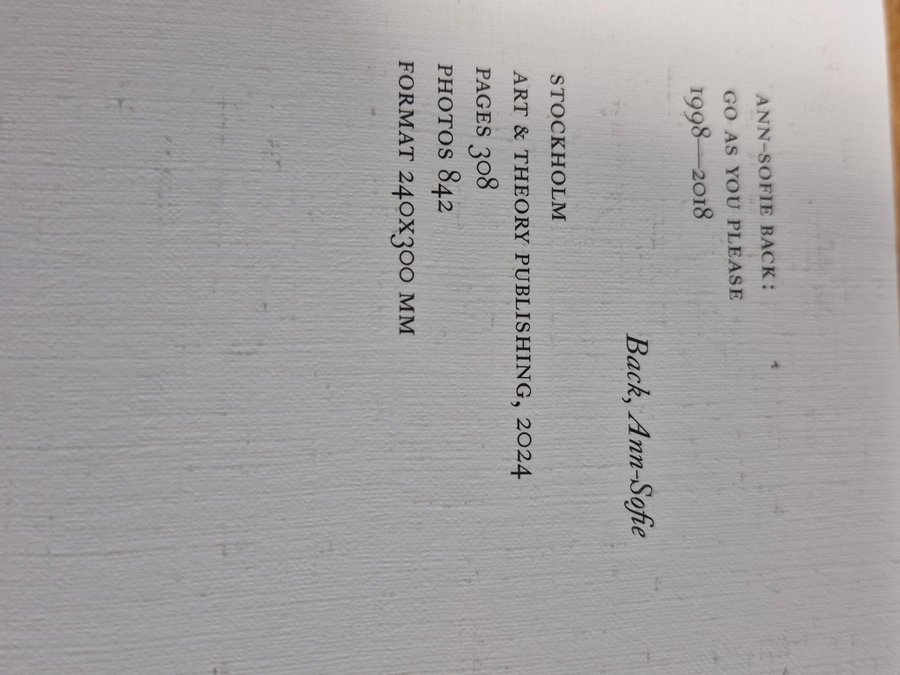 ANN-SOFIE BACK:
GO AS YOU PLEASE
1998—2018
Back, Ann-Sofie
STOCKHOLM
ART & THEORY PUBLISHING, 2024
PAGES 308
PHOTOS 842
FORMAT 240X300 MM